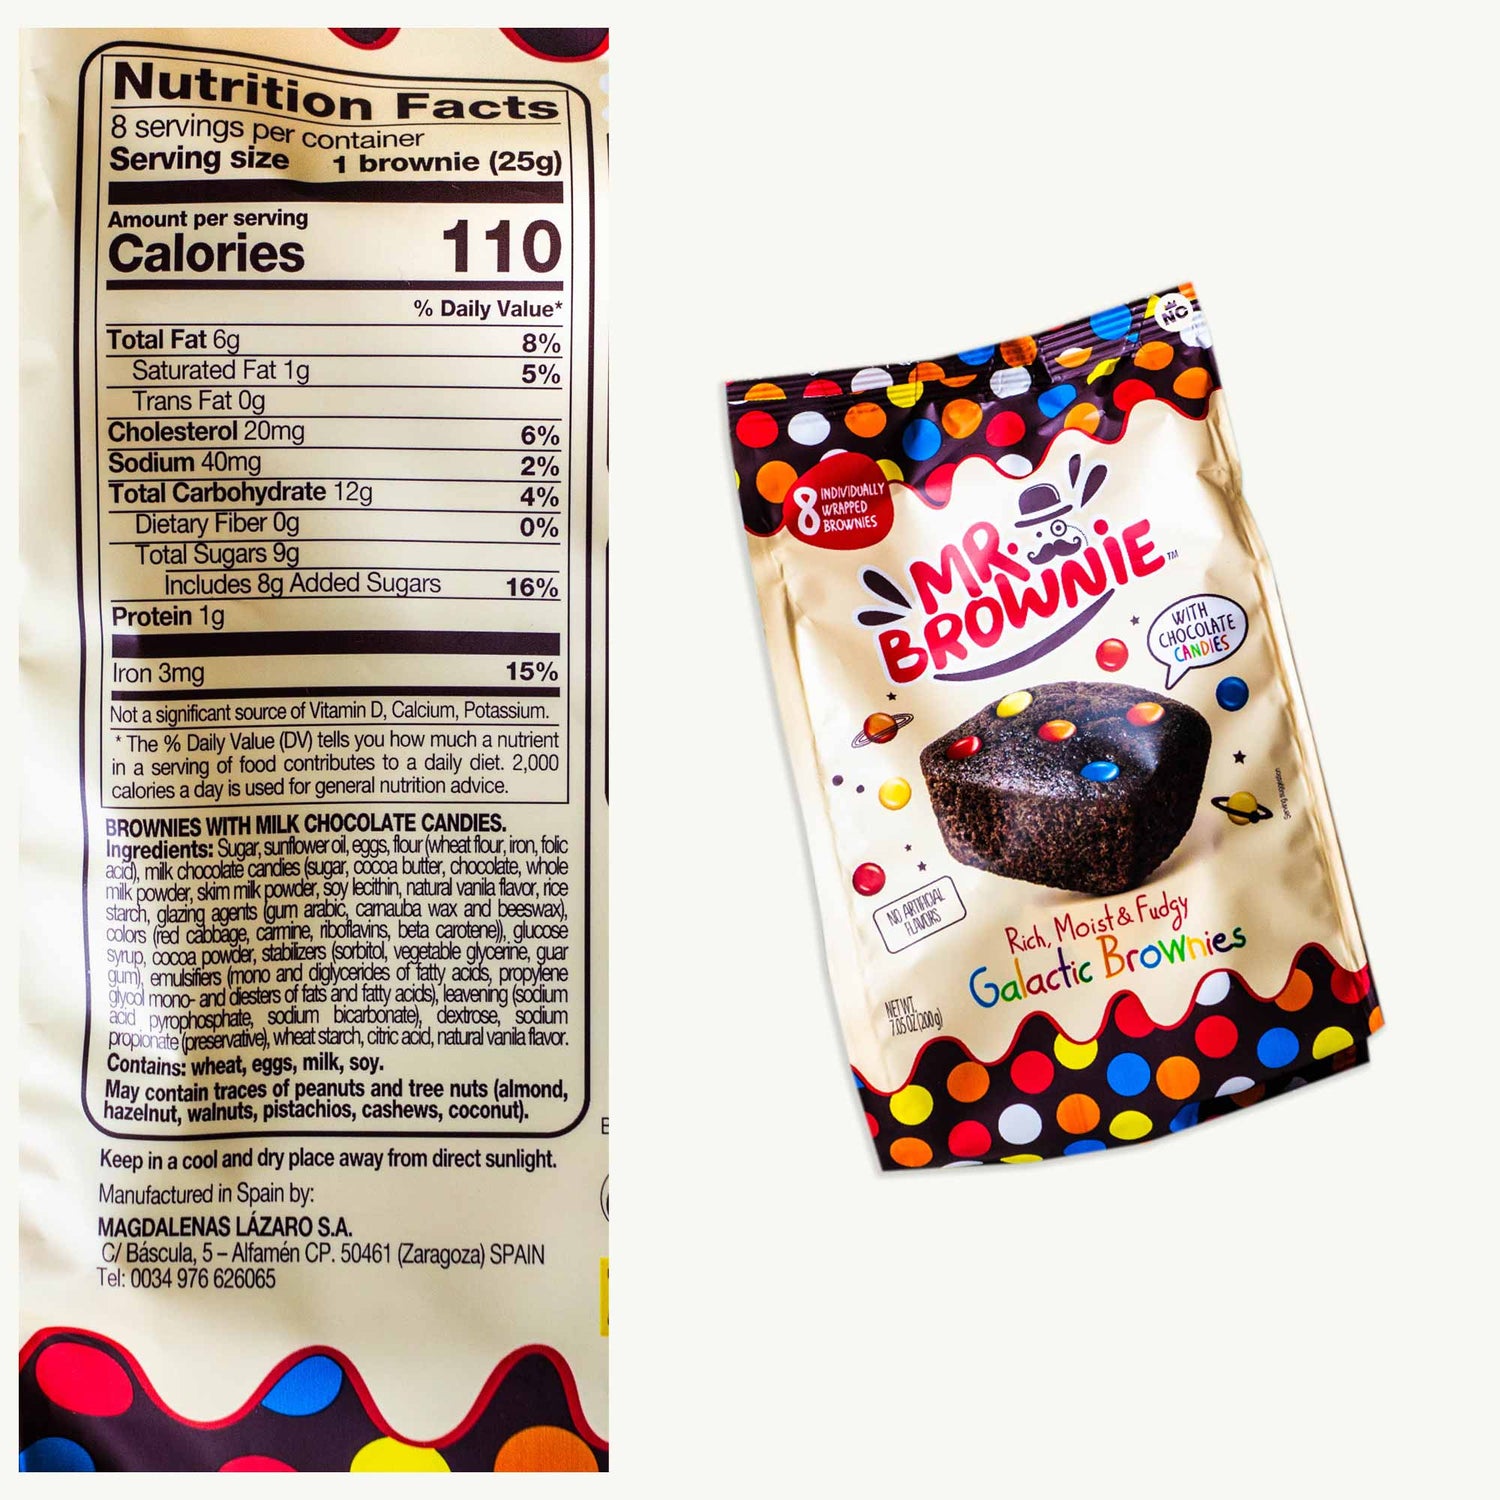 Nutrition Facts
8 servings per container
Serving size 1 brownie (25g)
Amount per serving
Calories 110
% Daily Value*
Total Fat 6g 8%
Saturated Fat 1g 5%
Trans Fat 0g
Cholesterol 20mg 6%
Sodium 40mg 2%
Total Carbohydrate 12g 4%
Dietary Fiber 0g 0%
Total Sugars 9g
Includes 8g Added Sugars 16%
Protein 1g
Iron 3mg 15%
Not a significant source of Vitamin D, Calcium, Potassium.
* The % Daily Value (DV) tells you how much a nutrient
in a serving of food contributes to a daily diet. 2,000
calories a day is used for general nutrition advice.
BROWNIES WITH MILK CHOCOLATE CANDIES.
Ingredients: Sugar, sunflower oil, eggs, flour (wheat flour, iron, folic
acid), milk chocolate candies (sugar, cocoa butter, chocolate, whole
milk powder, skim milk powder, soy lecithin, natural vanila flavor, rice
starch, glazing agents (gum arabic, carnauba wax and beeswax),
colors (red cabbage, carmine, riboflavins, beta carotene)), glucose
syrup, cocoa powder, stabilizers (sorbitol, vegetable glycerine, guar
gum), emulsifiers (mono and diglycerides of fatty acids, propylene
glycol mono- and diesters of fats and fatty acids), leavening (sodium
acid pyrophosphate, sodium bicarbonate), dextrose, sodium
propionate (preservative), wheat starch, citric acid, natural vanila flavor.
Contains: wheat, eggs, milk, soy.
May contain traces of peanuts and tree nuts (almond,
hazelnut, walnuts, pistachios, cashews, coconut).
Keep in a cool and dry place away from direct sunlight.
Manufactured in Spain by:
MAGDALENAS LÁZARO S.A.
C/ Báscula, 5 – Alfamén CP. 50461 (Zaragoza) SPAIN
Tel: 0034 976 626065
NC
8 INDIVIDUALLY
WRAPPED
BROWNIES
MR.
BROWNIE™
WITH
CHOCOLATE
CANDIES
Serving suggestion
NO ARTIFICIAL
FLAVORS
Rich, Moist & Fudgy
Galactic Brownies
NET WT.
7.05 OZ (200g)